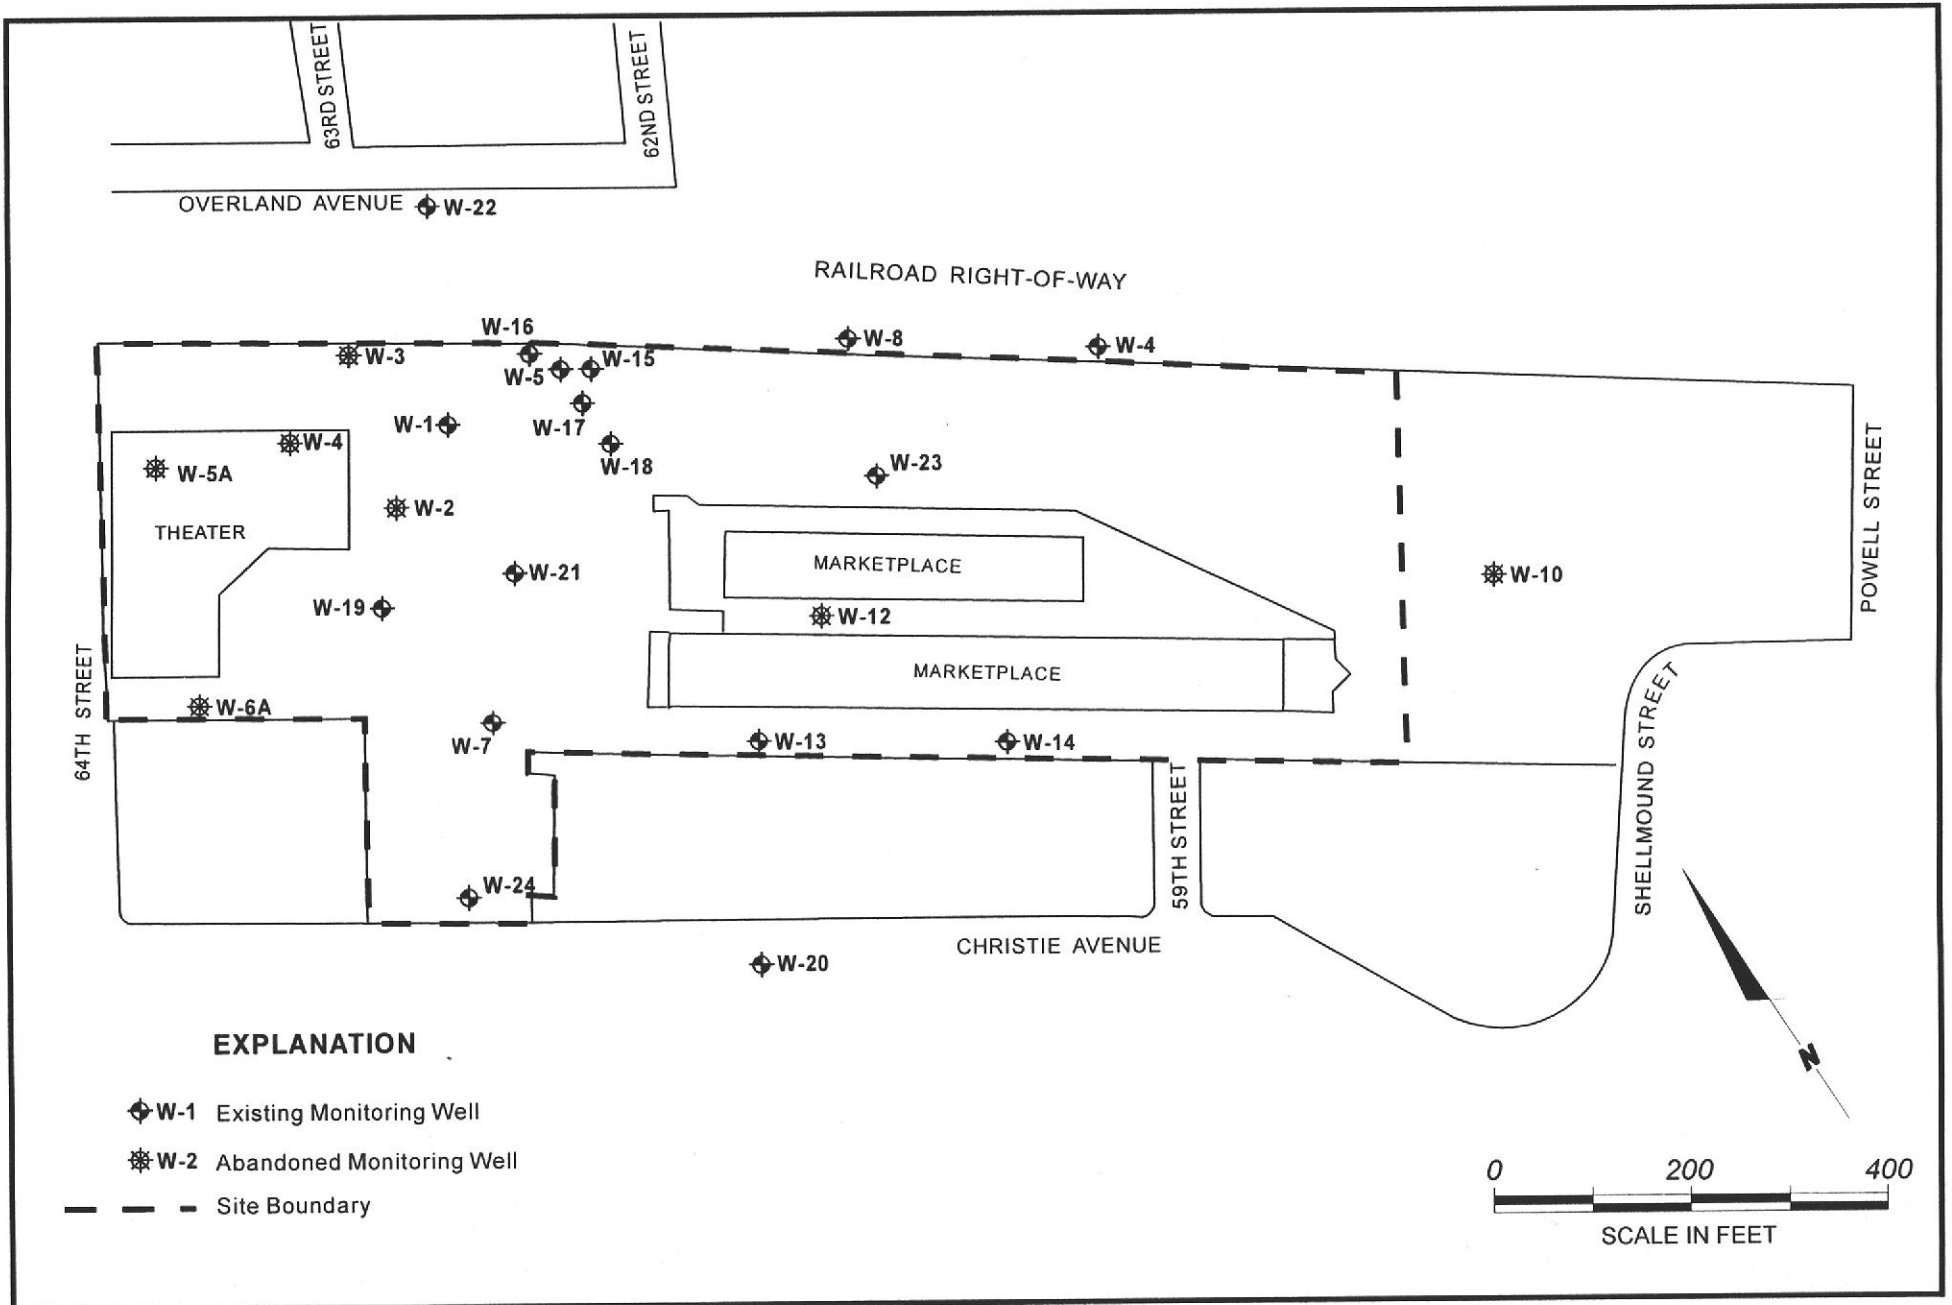 63RD STREET
62ND STREET
OVERLAND AVENUE
W-22
RAILROAD RIGHT-OF-WAY
W-16
W-8
W-4
W-3
W-15
W-5
W-1
W-17
W-4
W-18
W-5A
W-23
W-2
THEATER
MARKETPLACE
W-21
W-10
W-19
W-12
MARKETPLACE
POWELL STREET
64TH STREET
W-6A
W-7
W-13
W-14
SHELLMOUND STREET
59TH STREET
W-24
CHRISTIE AVENUE
W-20
N
EXPLANATION
W-1 Existing Monitoring Well
W-2 Abandoned Monitoring Well
Site Boundary
0 200 400
SCALE IN FEET